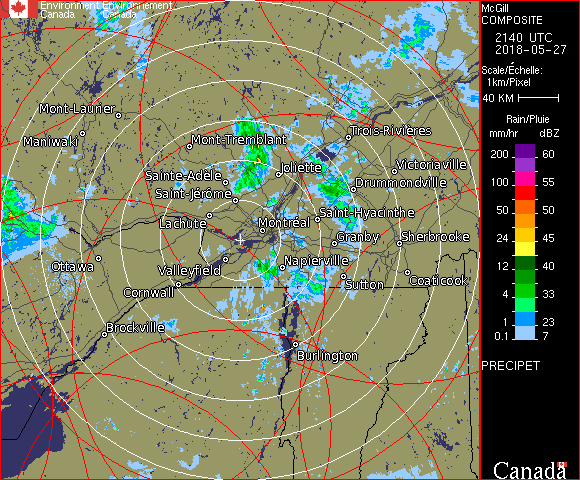 Environment Environnement
Canada Canada
McGill
COMPOSITE
2140 UTC
2018-05-27
Scale/Échelle:
1km/Pixel
40 KM
Rain/Pluie
mm/hr dBZ
200 60
100 55
50 50
24 45
12 40
4 33
1 23
0.1 7
PRECIPET
Canada
Mont-Laurier
Maniwaki
Mont-Tremblant
Trois-Rivières
Sainte-Adèle
Joliette
Victoriaville
Saint-Jérôme
Drummondville
Lachute
Saint-Hyacinthe
Montréal
Granby
Sherbrooke
Ottawa
Valleyfield
Napierville
Cornwall
Sutton
Coaticook
Brockville
Burlington